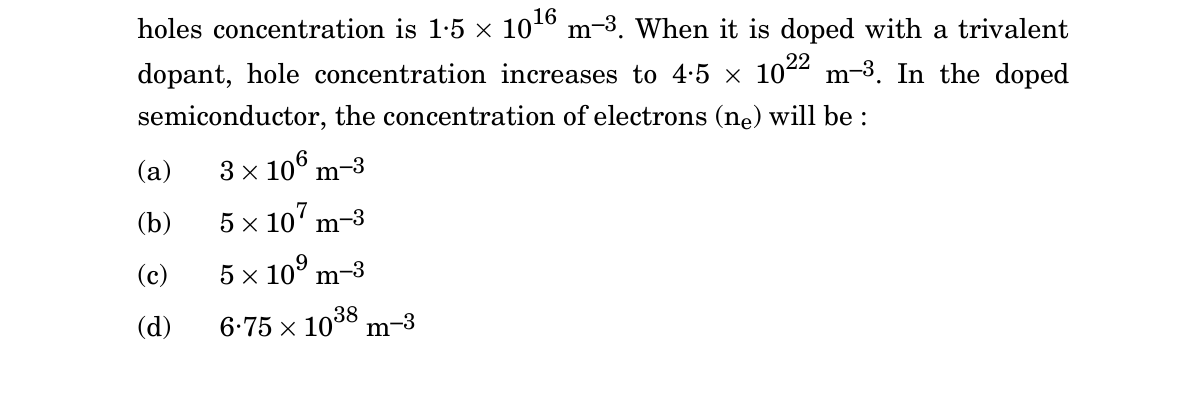 holes concentration is 1·5 × 10¹⁶ m⁻³. When it is doped with a trivalent
dopant, hole concentration increases to 4·5 × 10²² m⁻³. In the doped
semiconductor, the concentration of electrons (nₑ) will be :
(a) 3 × 10⁶ m⁻³
(b) 5 × 10⁷ m⁻³
(c) 5 × 10⁹ m⁻³
(d) 6·75 × 10³⁸ m⁻³